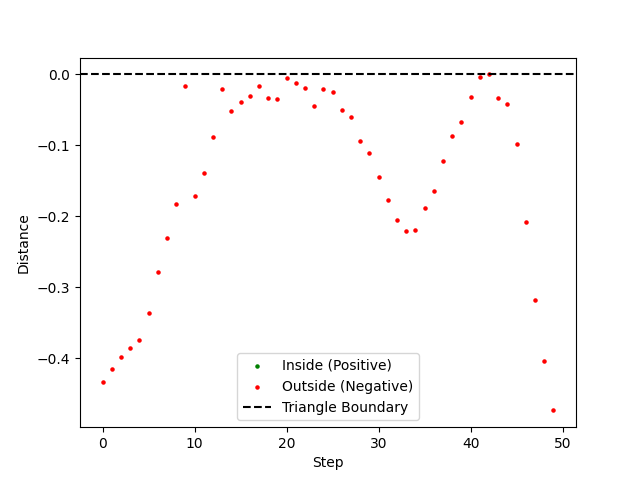 0.0
−0.1
−0.2
−0.3
−0.4
Distance
Inside (Positive)
Outside (Negative)
Triangle Boundary
0 10 20 30 40 50
Step